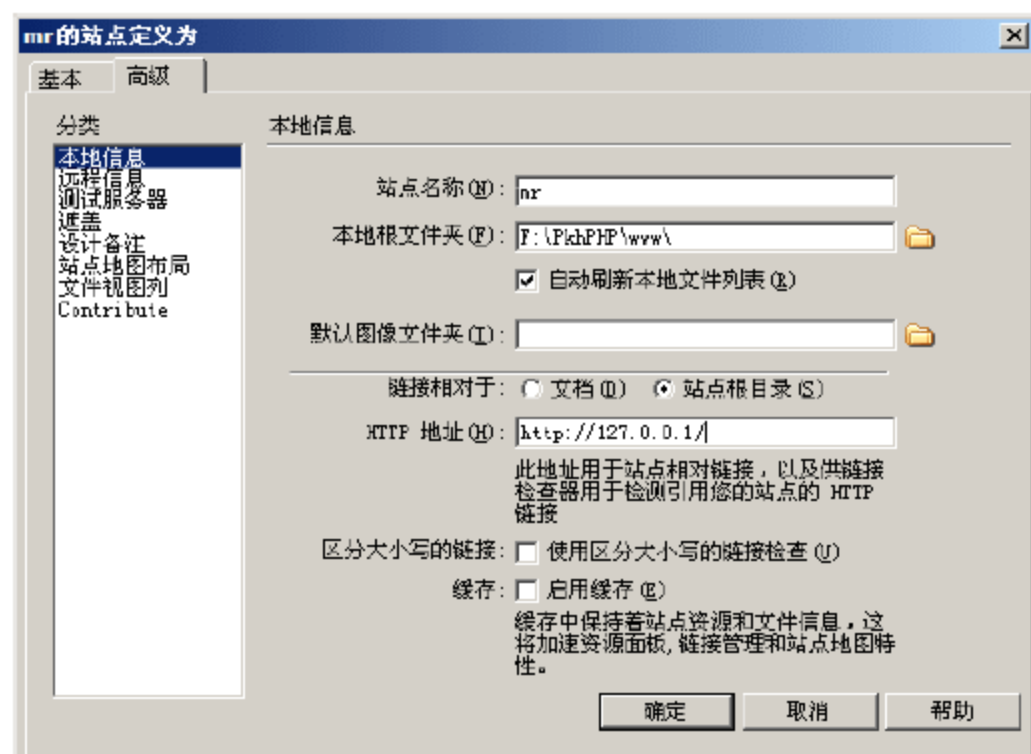 mr的站点定义为
基本 高级
分类
本地信息
远程信息
测试服务器
遮盖
设计备注
站点地图布局
文件视图列
Contribute
本地信息
站点名称(N): mr
本地根文件夹(F): F:\PkhPHP\www\
自动刷新本地文件列表(R)
默认图像文件夹(I):
链接相对于: 文档(D) 站点根目录(S)
HTTP 地址(H): http://127.0.0.1/
此地址用于站点相对链接，以及供链接
检查器用于检测引用您的站点的 HTTP
链接
区分大小写的链接: 使用区分大小写的链接检查(U)
缓存: 启用缓存(E)
缓存中保持着站点资源和文件信息，这
将加速资源面板,链接管理和站点地图特
性。
确定 取消 帮助